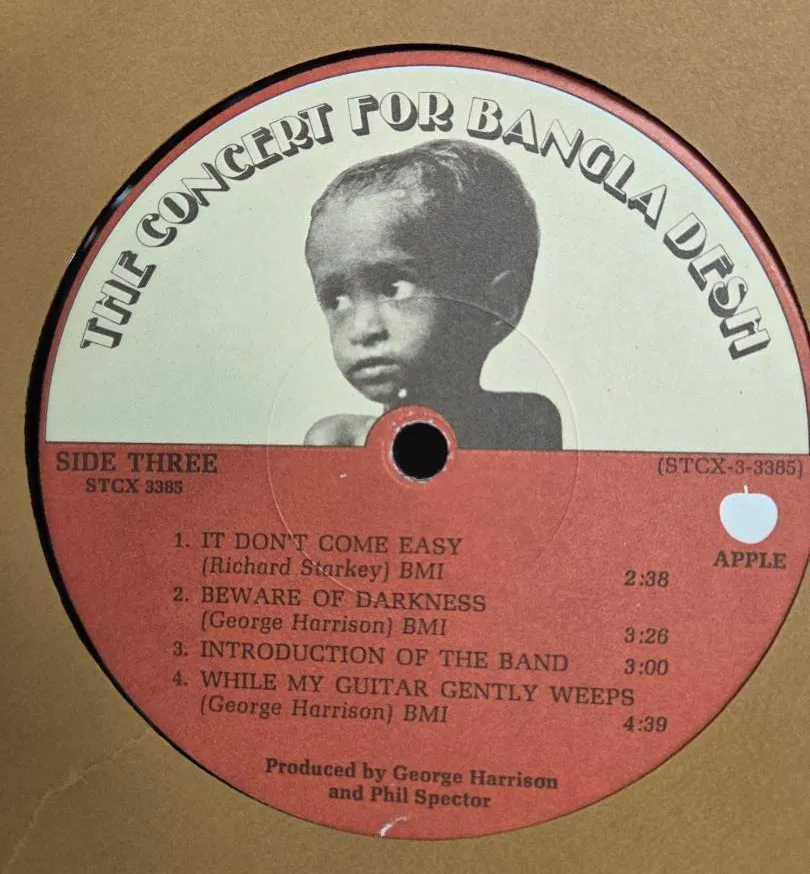 THE CONCERT FOR BANGLA DESH
SIDE THREE
STCX 3385
(STCX-3-3385)
APPLE
1. IT DON'T COME EASY
(Richard Starkey) BMI 2:38
2. BEWARE OF DARKNESS
(George Harrison) BMI 3:26
3. INTRODUCTION OF THE BAND 3:00
4. WHILE MY GUITAR GENTLY WEEPS
(George Harrison) BMI 4:39
Produced by George Harrison
and Phil Spector